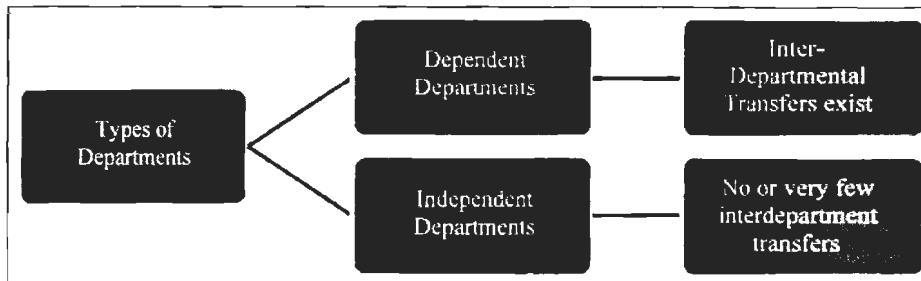 Types of
Departments
Dependent
Departments
Inter-
Departmental
Transfers exist
Independent
Departments
No or very few
interdepartment
transfers